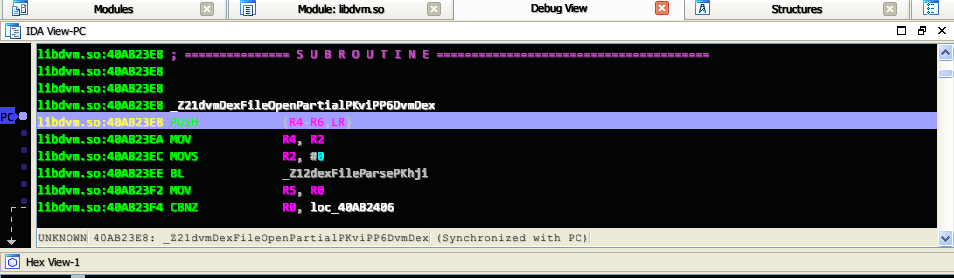 Modules Module: libdvm.so Debug View Structures
IDA View-PC
libdvm.so:40AB23E8 ; =============== S U B R O U T I N E =======================================
libdvm.so:40AB23E8
libdvm.so:40AB23E8
libdvm.so:40AB23E8 _Z21dvmDexFileOpenPartialPKviPP6DvmDex
PC libdvm.so:40AB23E8 PUSH {R4-R6,LR}
libdvm.so:40AB23EA MOV R4, R2
libdvm.so:40AB23EC MOVS R2, #0
libdvm.so:40AB23EE BL _Z12dexFileParsePKhji
libdvm.so:40AB23F2 MOV R5, R0
libdvm.so:40AB23F4 CBNZ R0, loc_40AB2406
UNKNOWN 40AB23E8: _Z21dvmDexFileOpenPartialPKviPP6DvmDex (Synchronized with PC)
Hex View-1